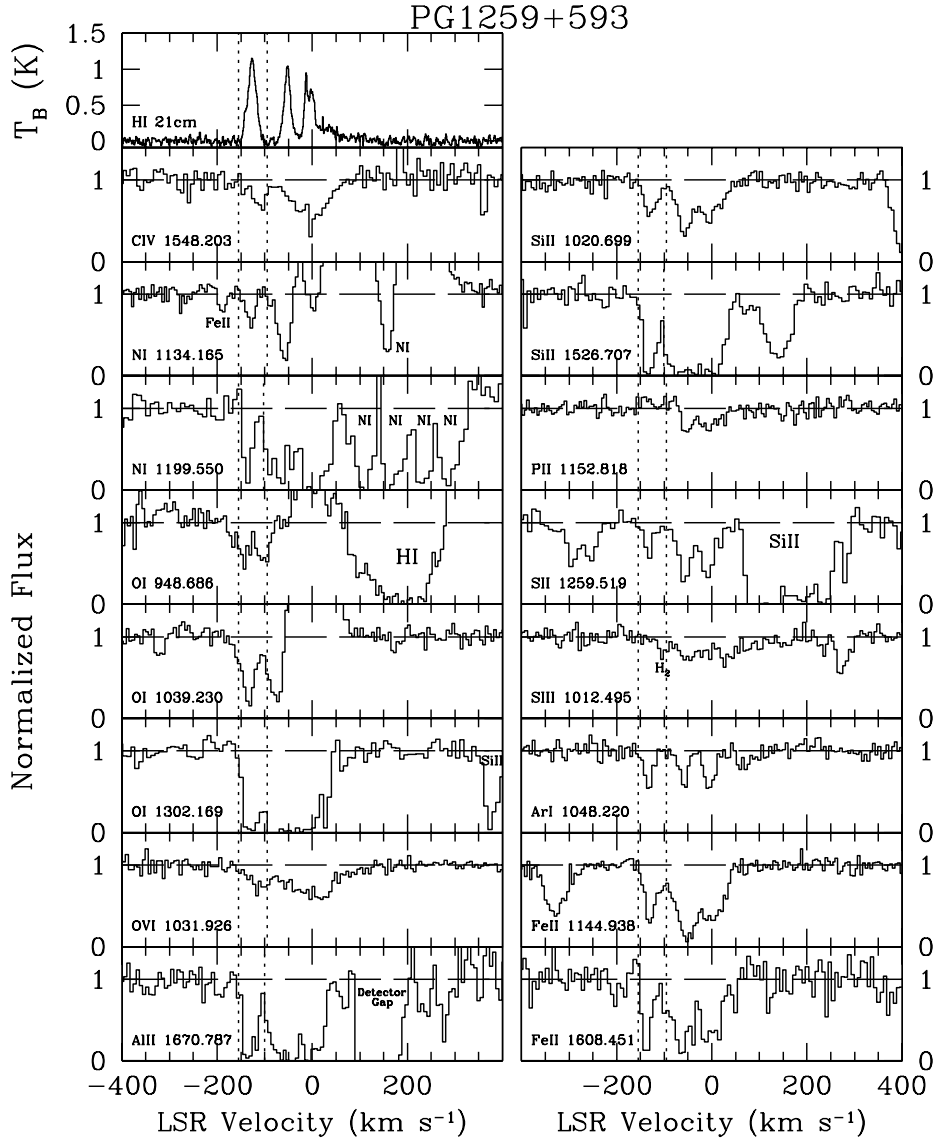 PG1259+593
T_B (K)
1.5
1
0.5
0
HI 21cm
1
0
CIV 1548.203
1
0
FeII
NI 1134.165
NI
1
0
NI 1199.550
NI NI NI NI
1
0
OI 948.686
HI
1
0
OI 1039.230
1
0
OI 1302.169
SiII
1
0
OVI 1031.926
1
0
AlII 1670.787
Detector
Gap
Normalized Flux
-400 -200 0 200
LSR Velocity (km s⁻¹)
1
0
SiII 1020.699
1
0
SiII 1526.707
1
0
PII 1152.818
1
0
SII 1259.519
SiII
1
0
SIII 1012.495
H₂
1
0
ArI 1048.220
1
0
FeII 1144.938
1
0
FeII 1608.451
-200 0 200 400
LSR Velocity (km s⁻¹)